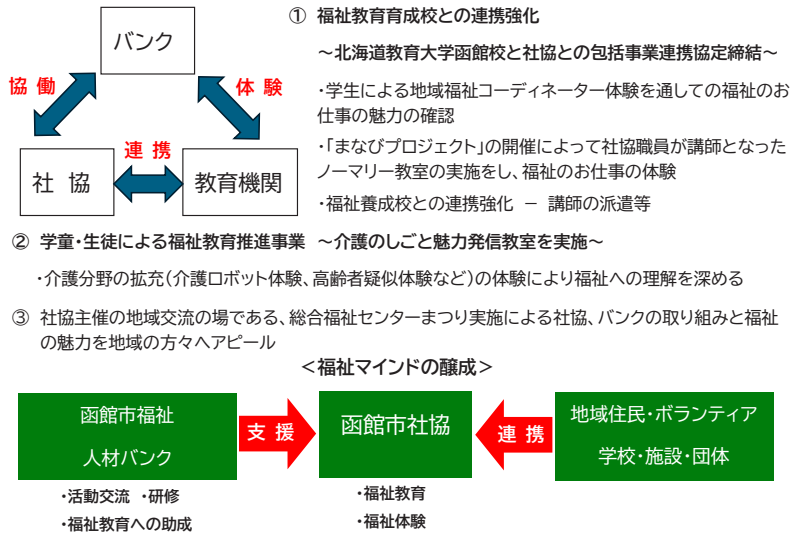 バンク
協 働
体 験
連 携
社 協
教育機関
① 福祉教育育成校との連携強化
～北海道教育大学函館校と社協との包括事業連携協定締結～
・学生による地域福祉コーディネーター体験を通しての福祉のお
仕事の魅力の確認
・「まなびプロジェクト」の開催によって社協職員が講師となった
ノーマリー教室の実施をし、福祉のお仕事の体験
・福祉養成校との連携強化 － 講師の派遣等
② 学童・生徒による福祉教育推進事業 ～介護のしごと魅力発信教室を実施～
・介護分野の拡充（介護ロボット体験、高齢者疑似体験など）の体験により福祉への理解を深める
③ 社協主催の地域交流の場である、総合福祉センターまつり実施による社協、バンクの取り組みと福祉
の魅力を地域の方々へアピール
＜福祉マインドの醸成＞
函館市福祉
人材バンク
支 援
函館市社協
連 携
地域住民・ボランティア
学校・施設・団体
・活動交流 ・研修
・福祉教育への助成
・福祉教育
・福祉体験